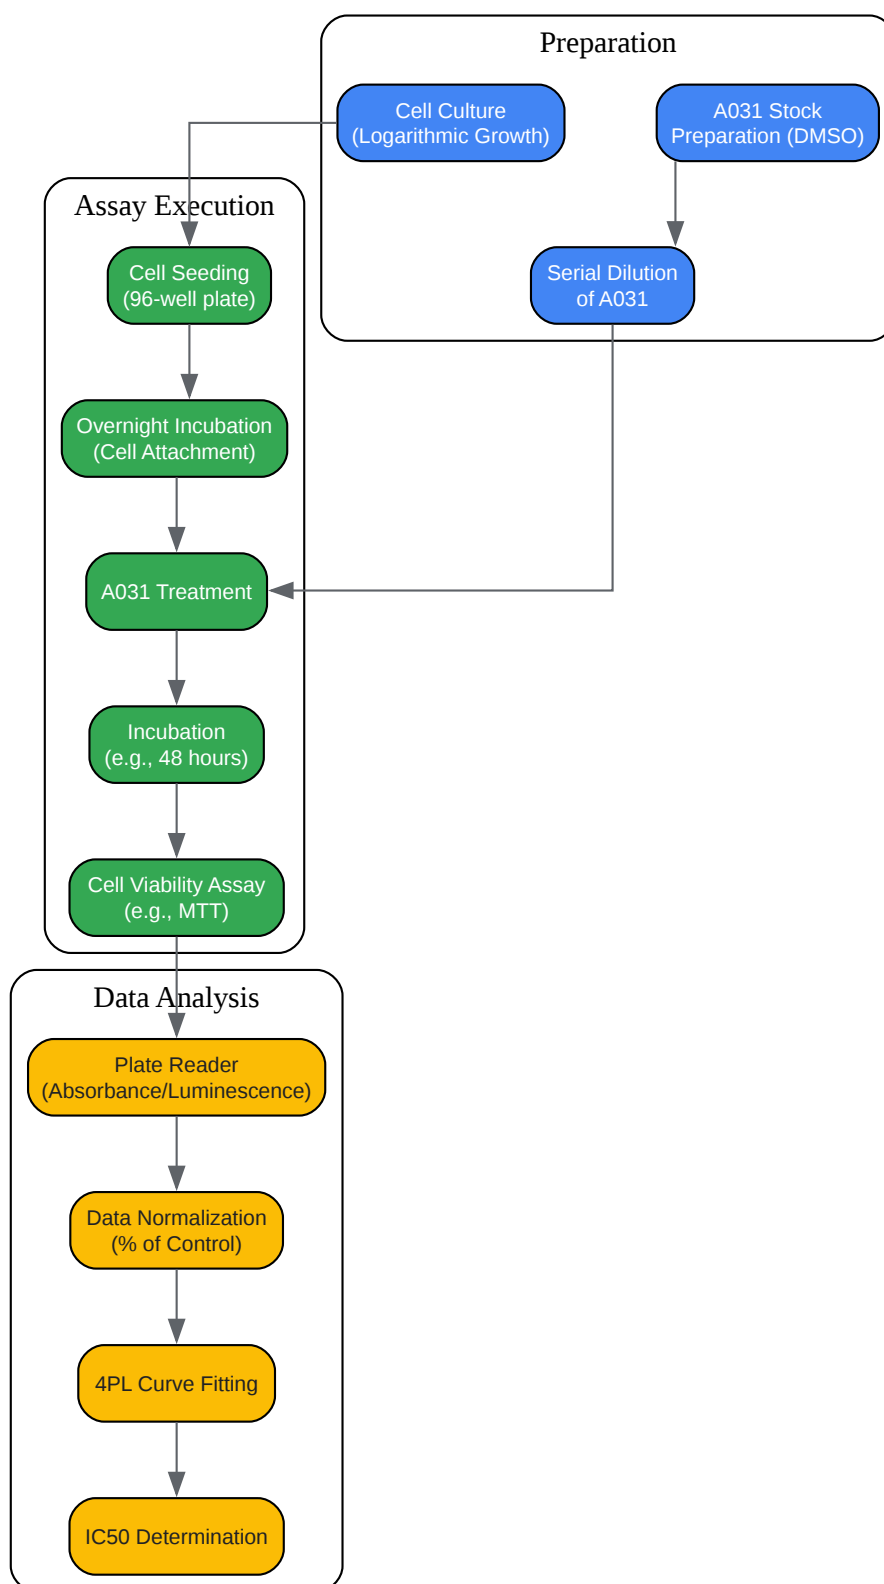 Preparation
Cell Culture
(Logarithmic Growth)
A031 Stock
Preparation (DMSO)
Serial Dilution
of A031
Assay Execution
Cell Seeding
(96-well plate)
Overnight Incubation
(Cell Attachment)
A031 Treatment
Incubation
(e.g., 48 hours)
Cell Viability Assay
(e.g., MTT)
Data Analysis
Plate Reader
(Absorbance/Luminescence)
Data Normalization
(% of Control)
4PL Curve Fitting
IC50 Determination